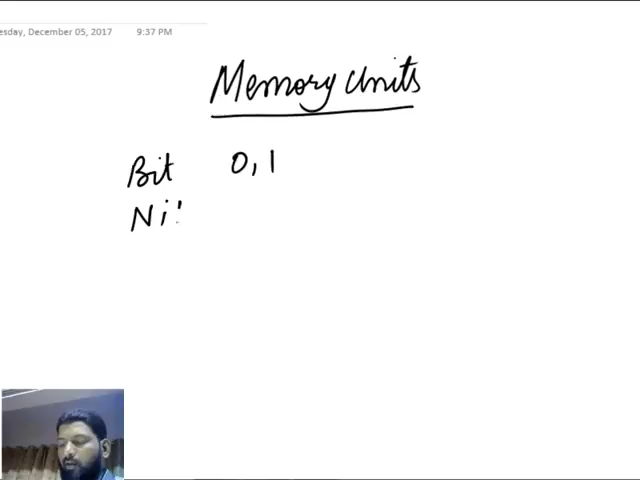 esday, December 05, 2017 9:37 PM
Memory Units
Bit 0, 1
Ni